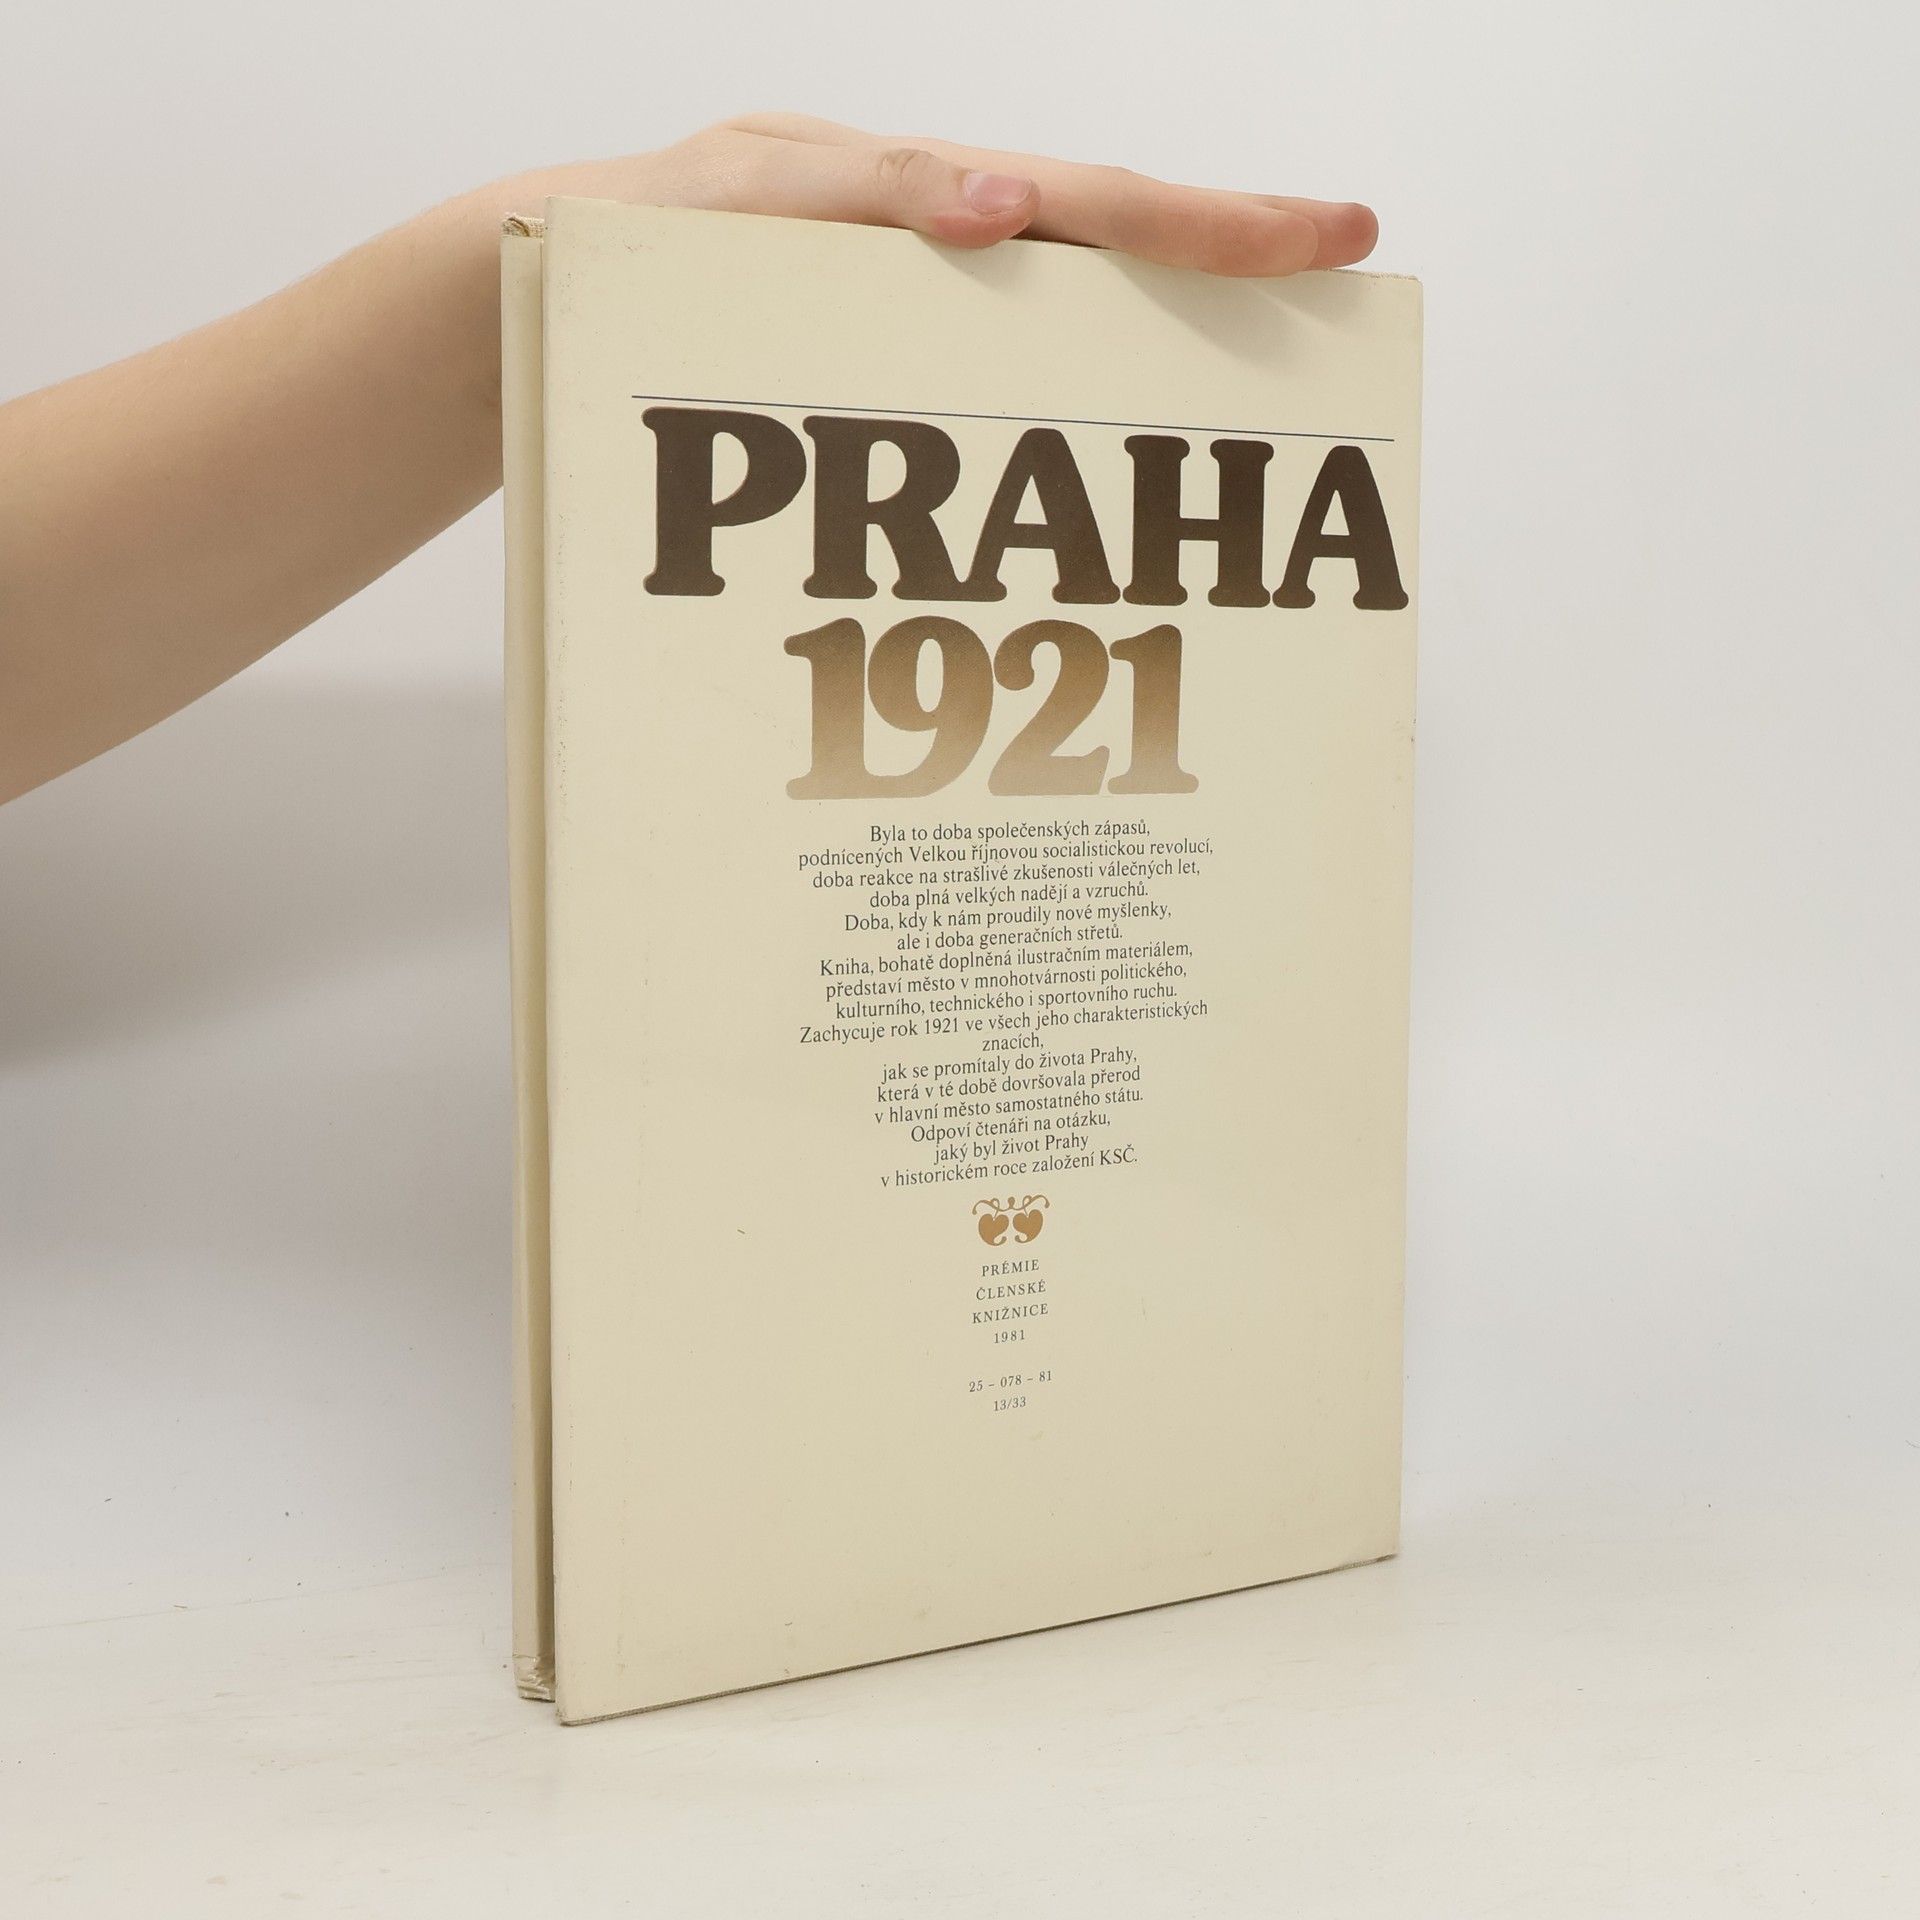 PRAHA
1921
Byla to doba společenských zápasů,
podnícených Velkou říjnovou socialistickou revolucí,
doba reakce na strašlivé zkušenosti válečných let,
doba plná velkých nadějí a vzruchů.
Doba, kdy k nám proudily nové myšlenky,
ale i doba generačních střetů.
Kniha, bohatě doplněná ilustračním materiálem,
představí město v mnohotvárnosti politického,
kulturního, technického i sportovního ruchu.
Zachycuje rok 1921 ve všech jeho charakteristických
znacích,
jak se promítaly do života Prahy,
která v té době dovršovala přerod
v hlavní město samostatného státu.
Odpoví čtenáři na otázku,
jaký byl život Prahy
v historickém roce založení KSČ.
PRÉMIE
ČLENSKÉ
KNIŽNICE
1981
25 – 078 – 81
13/33